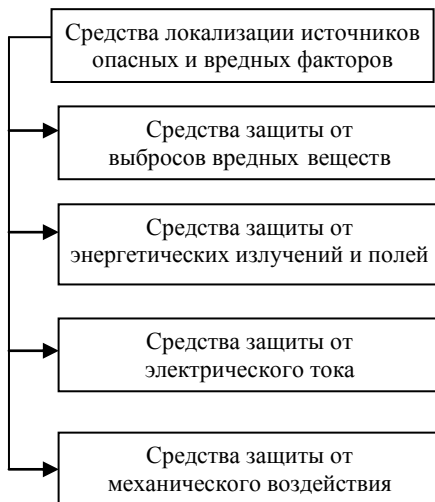 Средства локализации источников
опасных и вредных факторов
Средства защиты от
выбросов вредных веществ
Средства защиты от
энергетических излучений и полей
Средства защиты от
электрического тока
Средства защиты от
механического воздействия